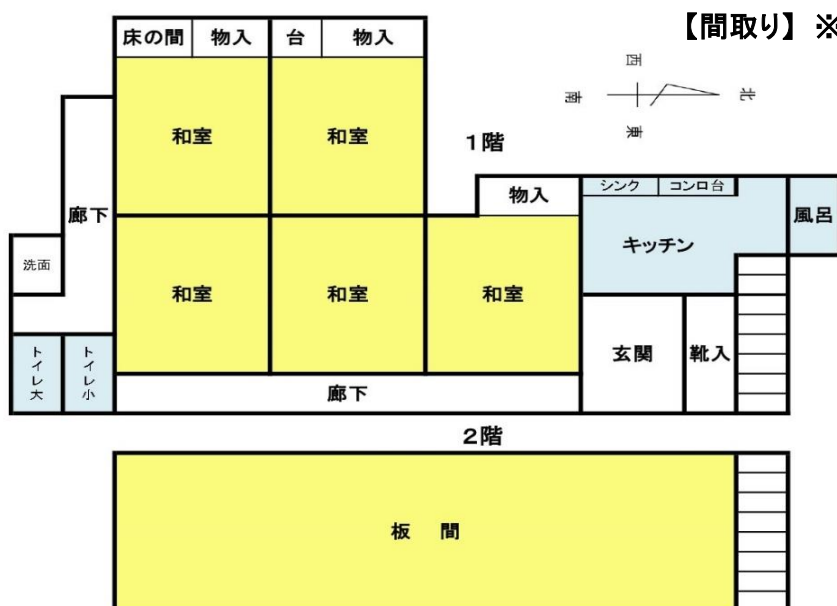 【間取り】※
西
南
北
東
1階
床の間
物入
台
物入
和室
和室
廊下
物入
シンク
コンロ台
風呂
キッチン
洗面
和室
和室
和室
トイレ大
トイレ小
玄関
靴入
廊下
2階
板 間